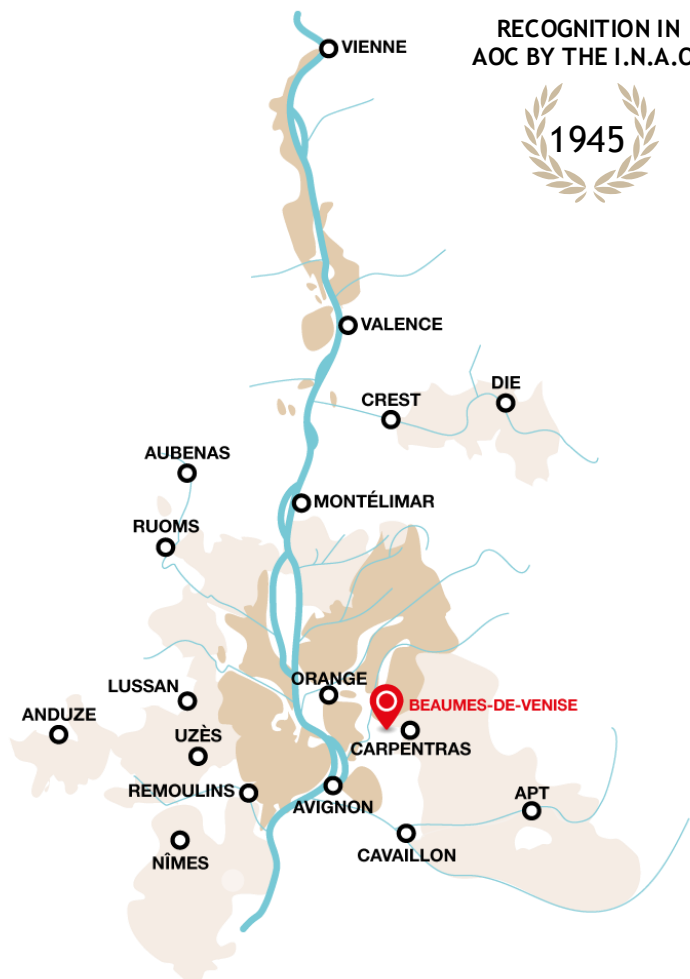 RECOGNITION IN
AOC BY THE I.N.A.O
1945
VIENNE
VALENCE
DIE
CREST
AUBENAS
MONTÉLIMAR
RUOMS
ORANGE
LUSSAN
BEAUMES-DE-VENISE
ANDUZE
UZÈS
CARPENTRAS
REMOULINS
AVIGNON
APT
CAVAILLON
NÎMES